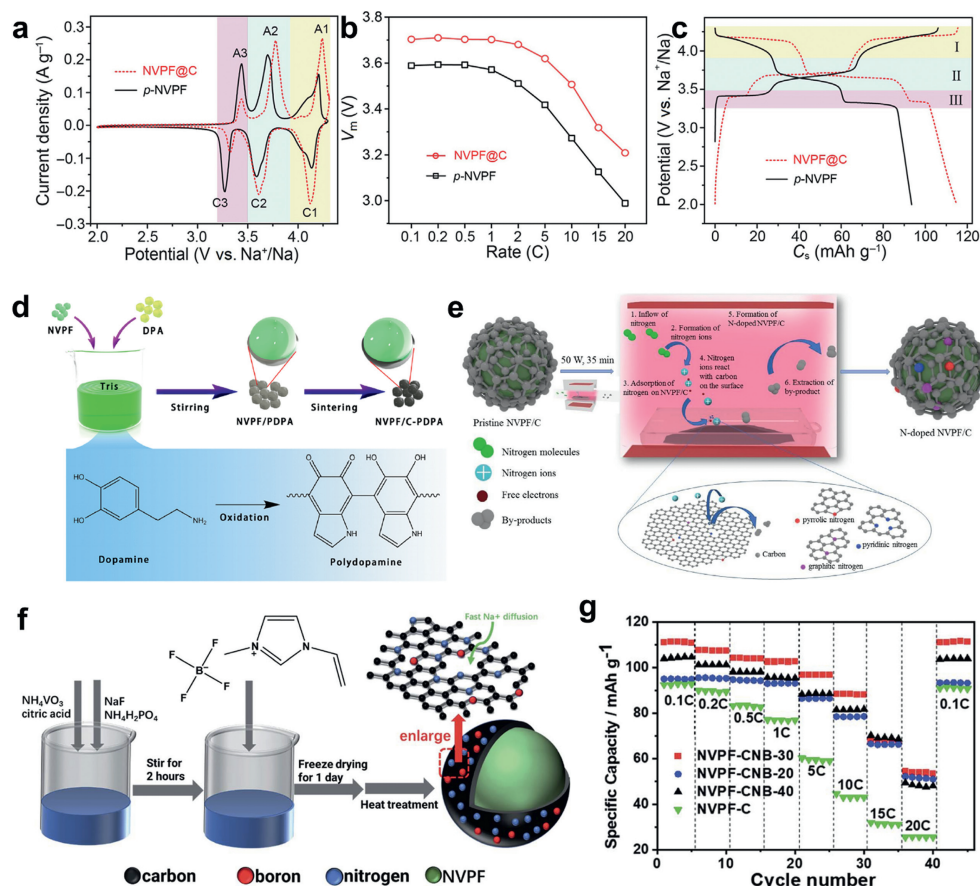 a
Current density (A g⁻¹)
0.3
0.2
0.1
0.0
−0.1
−0.2
−0.3
A1
A2
A3
NVPF@C
p-NVPF
C3
C2
C1
2.0 2.5 3.0 3.5 4.0
Potential (V vs. Na⁺/Na)
b
Vm (V)
3.8
3.6
3.4
3.2
3.0
NVPF@C
p-NVPF
0.1 0.2 0.5 1 2 5 10 15 20
Rate (C)
c
Potential (V vs. Na⁺/Na)
4.0
3.5
3.0
2.5
2.0
I
II
III
NVPF@C
p-NVPF
0 20 40 60 80 100 120
Cs (mAh g⁻¹)
d
NVPF
DPA
Tris
Stirring
NVPF/PDPA
Sintering
NVPF/C-PDPA
HO
HO
NH₂
Dopamine
Oxidation
O
O
OH
OH
NH
NH
Polydopamine
e
Pristine NVPF/C
50 W, 35 min
1. Inflow of
nitrogen
2. Formation of
nitrogen ions
3. Adsorption of
nitrogen on NVPF/C
4. Nitrogen
ions react
with carbon
on the surface
5. Formation of
N-doped NVPF/C
6. Extraction of
by-product
N-doped NVPF/C
Nitrogen molecules
Nitrogen ions
Free electrons
By-products
Carbon
pyrrolic nitrogen
pyridinic nitrogen
graphitic nitrogen
f
NH₄VO₃
citric acid
NaF
NH₄H₂PO₄
Stir for
2 hours
F
F
B⁻
F
F
N
+
N
Freeze drying
for 1 day
Heat treatment
enlarge
Fast Na+ diffusion
carbon
boron
nitrogen
NVPF
g
Specific Capacity / mAh g⁻¹
120
100
80
60
40
20
0.1C
0.2C
0.5C
1C
5C
10C
15C
20C
0.1C
NVPF-CNB-30
NVPF-CNB-20
NVPF-CNB-40
NVPF-C
0 10 20 30 40
Cycle number